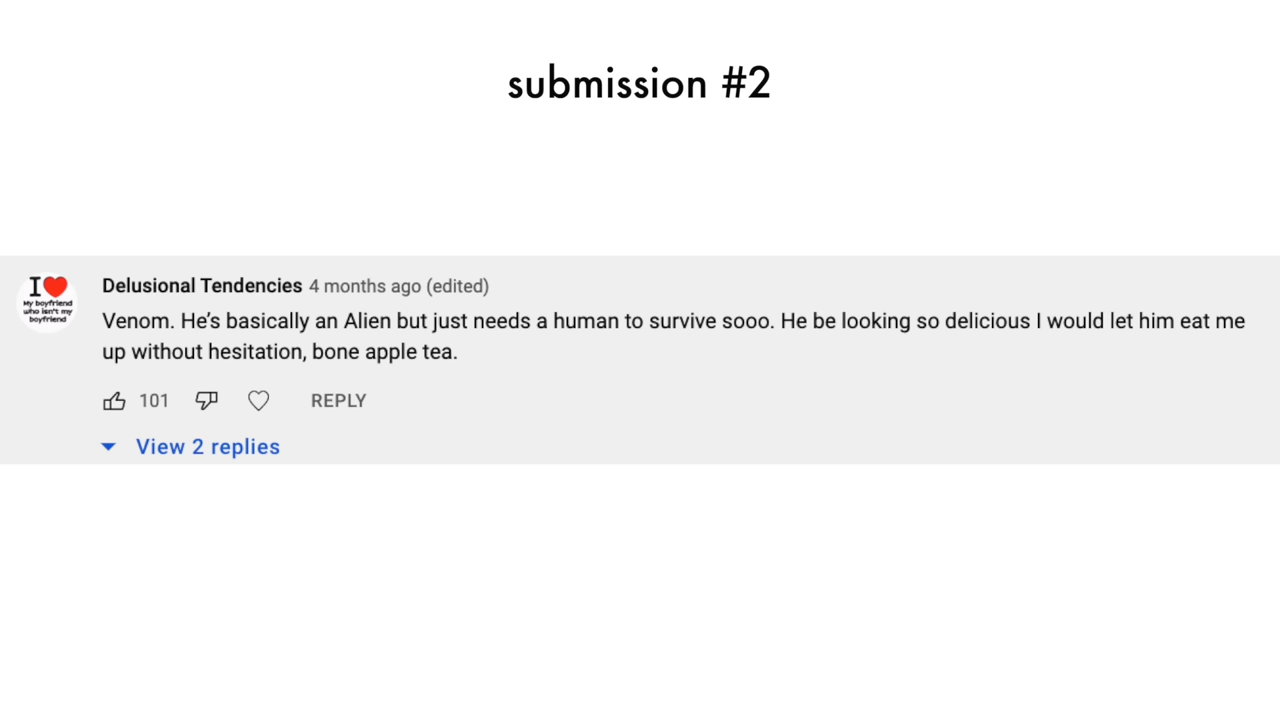 submission #2
I
My boyfriend
who isn't my
boyfriend
Delusional Tendencies 4 months ago (edited)
Venom. He's basically an Alien but just needs a human to survive sooo. He be looking so delicious I would let him eat me
up without hesitation, bone apple tea.
101 REPLY
View 2 replies